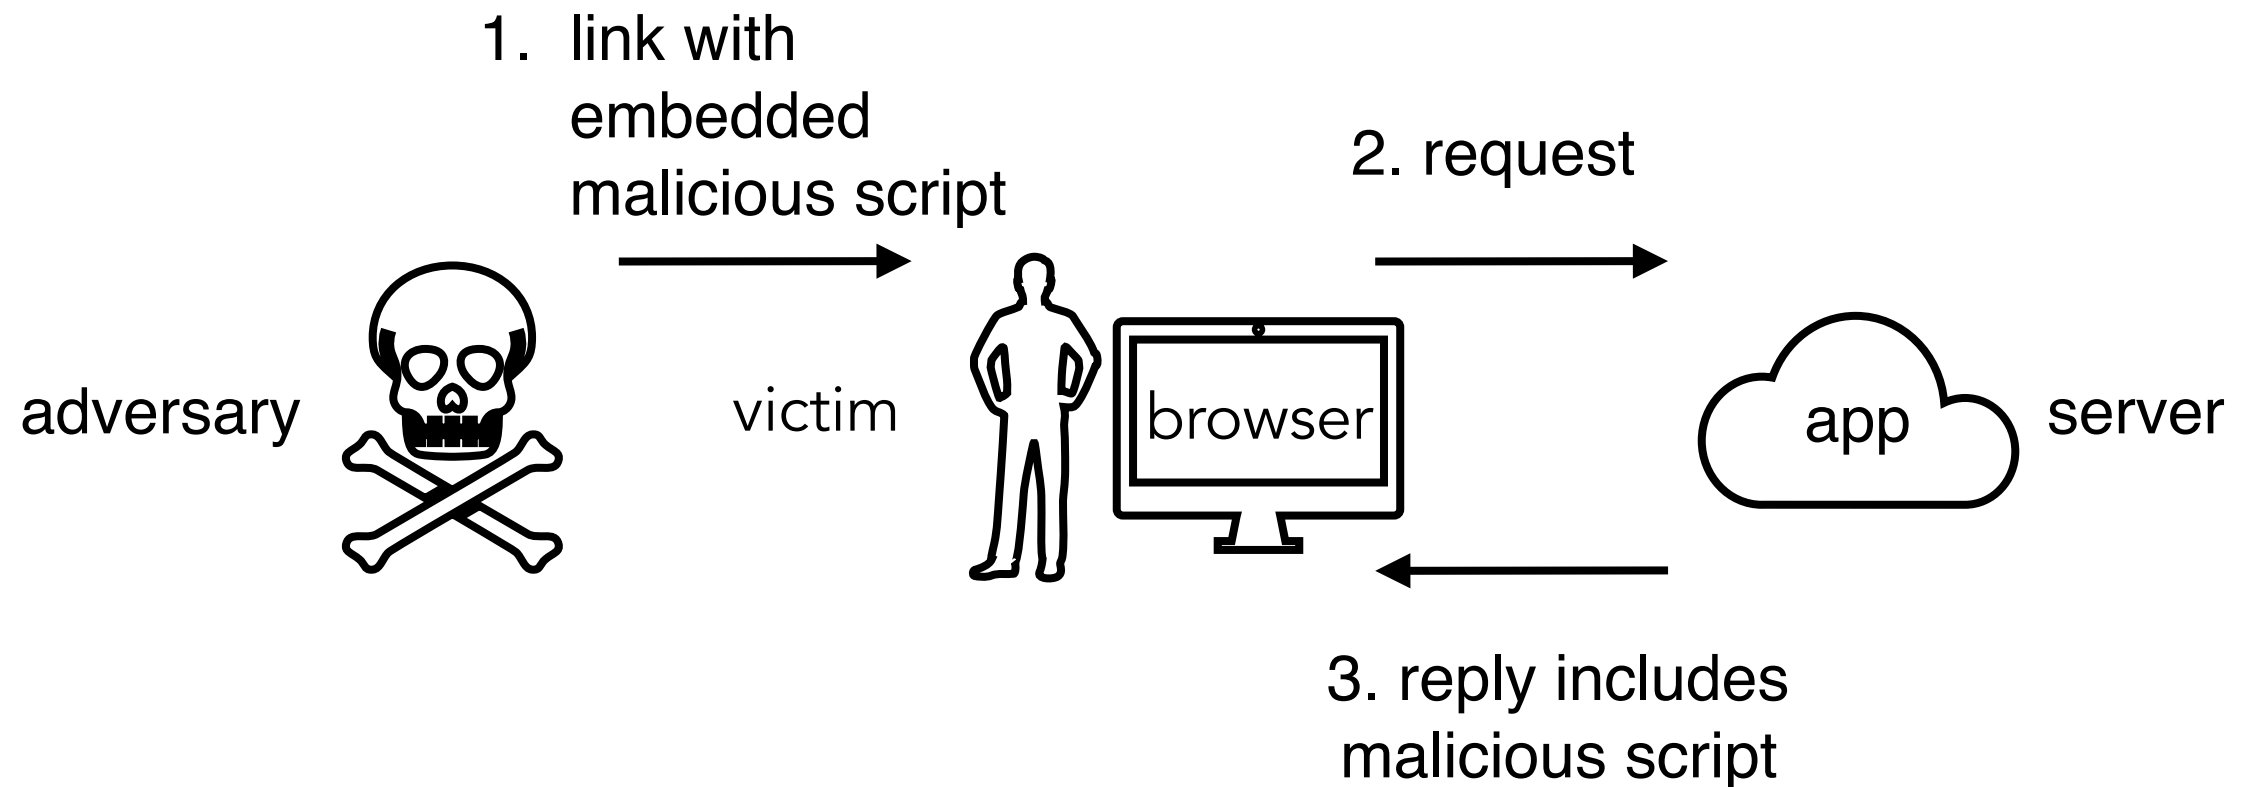 1. link with
embedded
malicious script
2. request
adversary
victim
browser
app
server
3. reply includes
malicious script